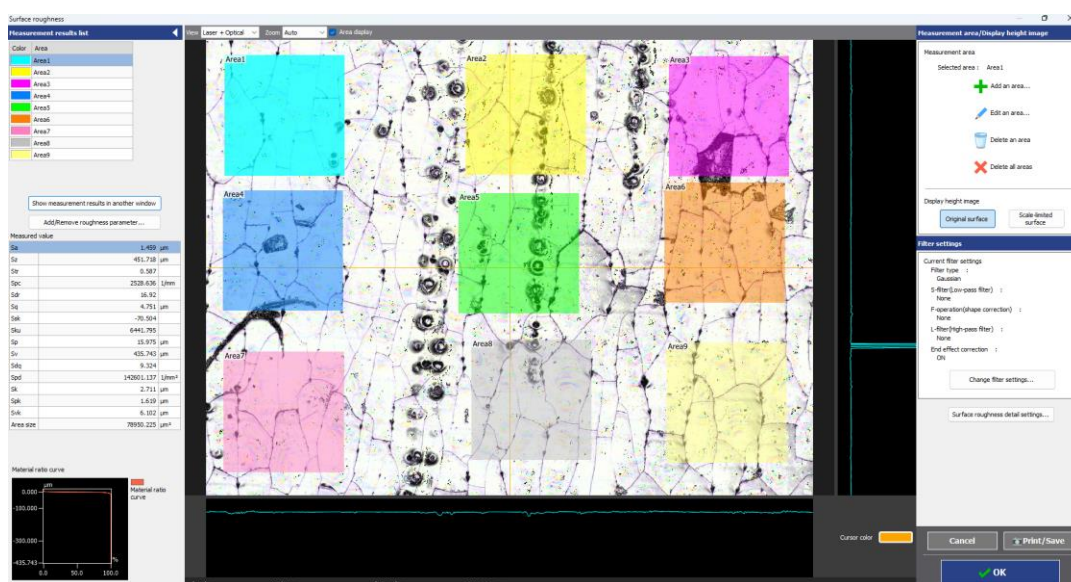 Surface roughness
Measurement results list
Color Area
Area1
Area2
Area3
Area4
Area5
Area6
Area7
Area8
Area9
Show measurement results in another window
Add/Remove roughness parameter...
Measured value
Sa 1.459 µm
Sz 451.718 µm
Str 0.587
Spc 2528.636 1/mm
Sdr 16.92
Sq 4.751 µm
Ssk -70.504
Sku 6441.795
Sp 15.975 µm
Sv 435.743 µm
Sdq 9.324
Spd 142601.137 1/mm²
Sk 2.711 µm
Spk 1.619 µm
Svk 6.102 µm
Area size 78950.225 µm²
Material ratio curve
µm
0.000
-100.000
-300.000
-435.743
0.0 50.0 100.0
%
Material ratio
curve
View Laser + Optical Zoom Auto Area display
Area1
Area2
Area3
Area4
Area5
Area6
Area7
Area8
Area9
Cursor color
Measurement area/Display height image
Measurement area
Selected area : Area1
Add an area...
Edit an area...
Delete an area
Delete all areas
Display height image
Original surface
Scale-limited
surface
Filter settings
Current filter settings
Filter type :
Gaussian
S-filter(Low-pass filter) :
None
F-operation(shape correction) :
None
L-filter(High-pass filter) :
None
End effect correction :
ON
Change filter settings...
Surface roughness detail settings...
Cancel
Print/Save
OK